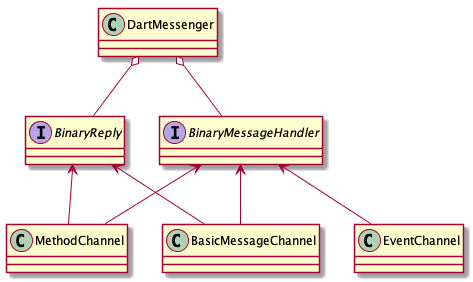 C DartMessenger
I BinaryReply
I BinaryMessageHandler
C MethodChannel
C BasicMessageChannel
C EventChannel